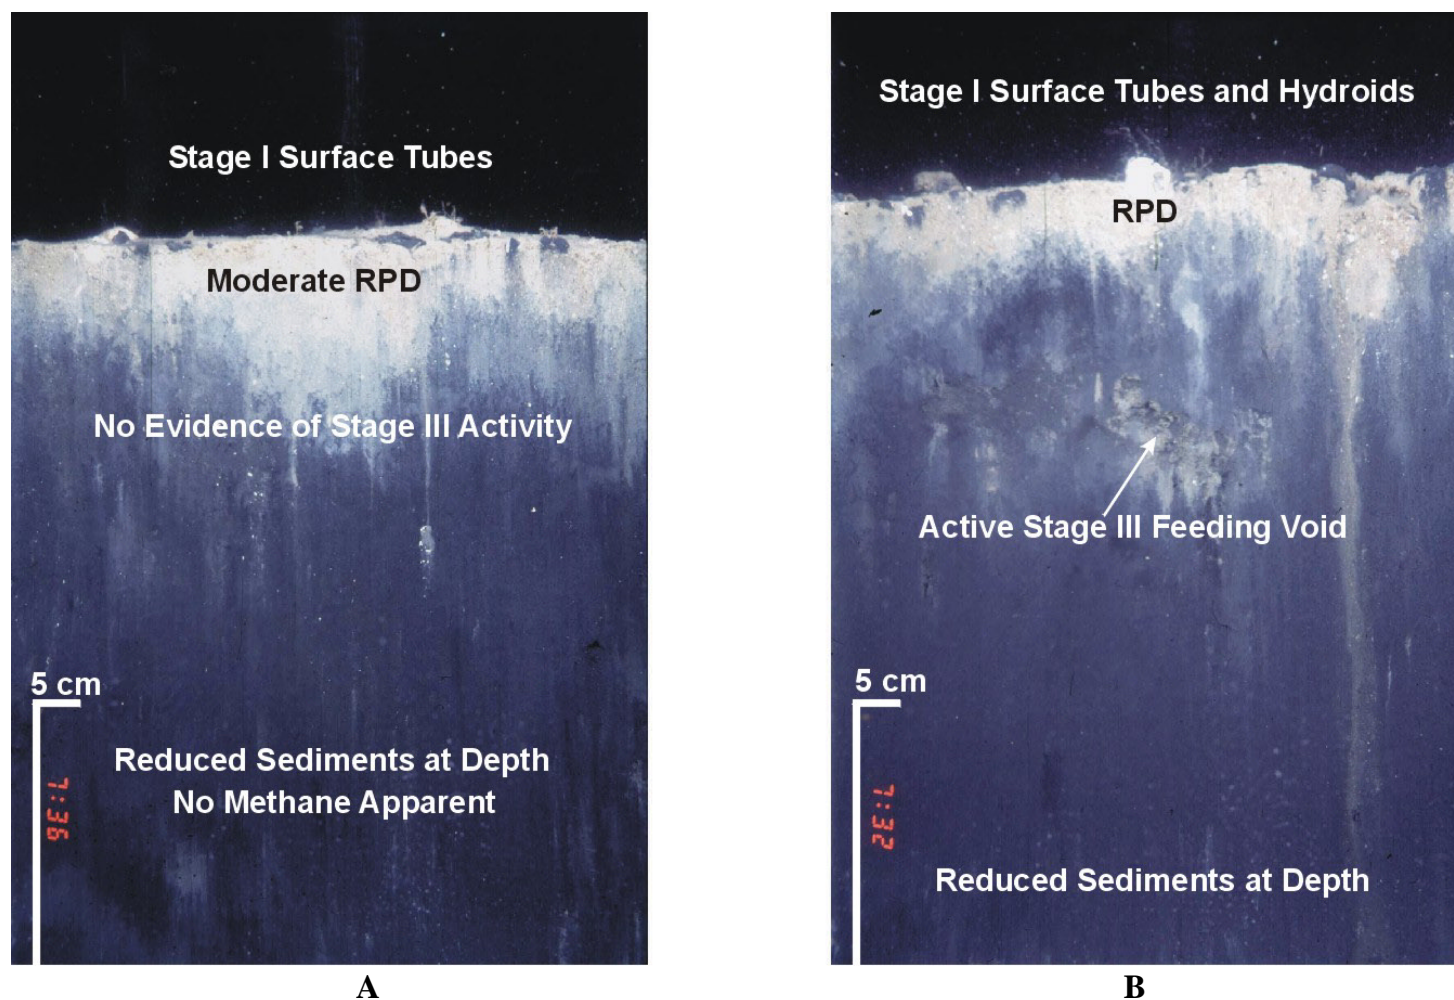 Stage I Surface Tubes
Moderate RPD
No Evidence of Stage III Activity
5 cm
Reduced Sediments at Depth
No Methane Apparent
7:36
A
Stage I Surface Tubes and Hydroids
RPD
Active Stage III Feeding Void
5 cm
7:32
Reduced Sediments at Depth
B